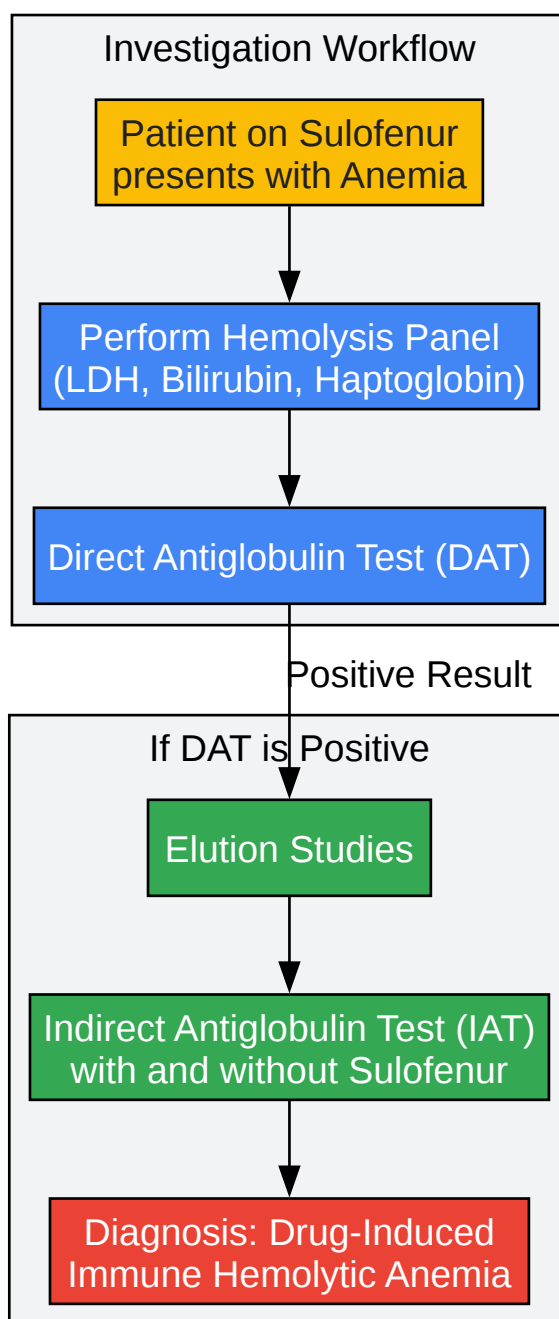 Investigation Workflow
Patient on Sulofenur
presents with Anemia
Perform Hemolysis Panel
(LDH, Bilirubin, Haptoglobin)
Direct Antiglobulin Test (DAT)
Positive Result
If DAT is Positive
Elution Studies
Indirect Antiglobulin Test (IAT)
with and without Sulofenur
Diagnosis: Drug-Induced
Immune Hemolytic Anemia